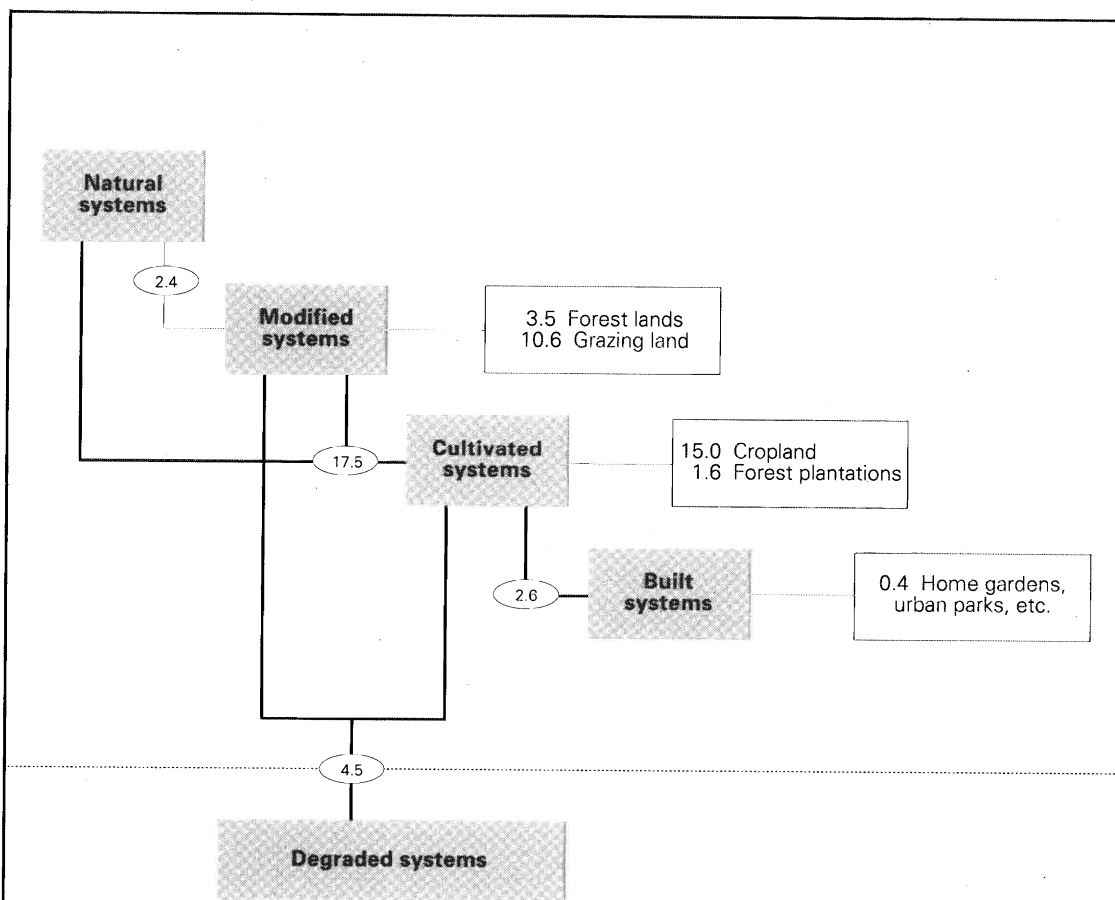 Natural
systems
2.4
Modified
systems
3.5 Forest lands
10.6 Grazing land
17.5
Cultivated
systems
15.0 Cropland
1.6 Forest plantations
2.6
Built
systems
0.4 Home gardens,
urban parks, etc.
4.5
Degraded systems